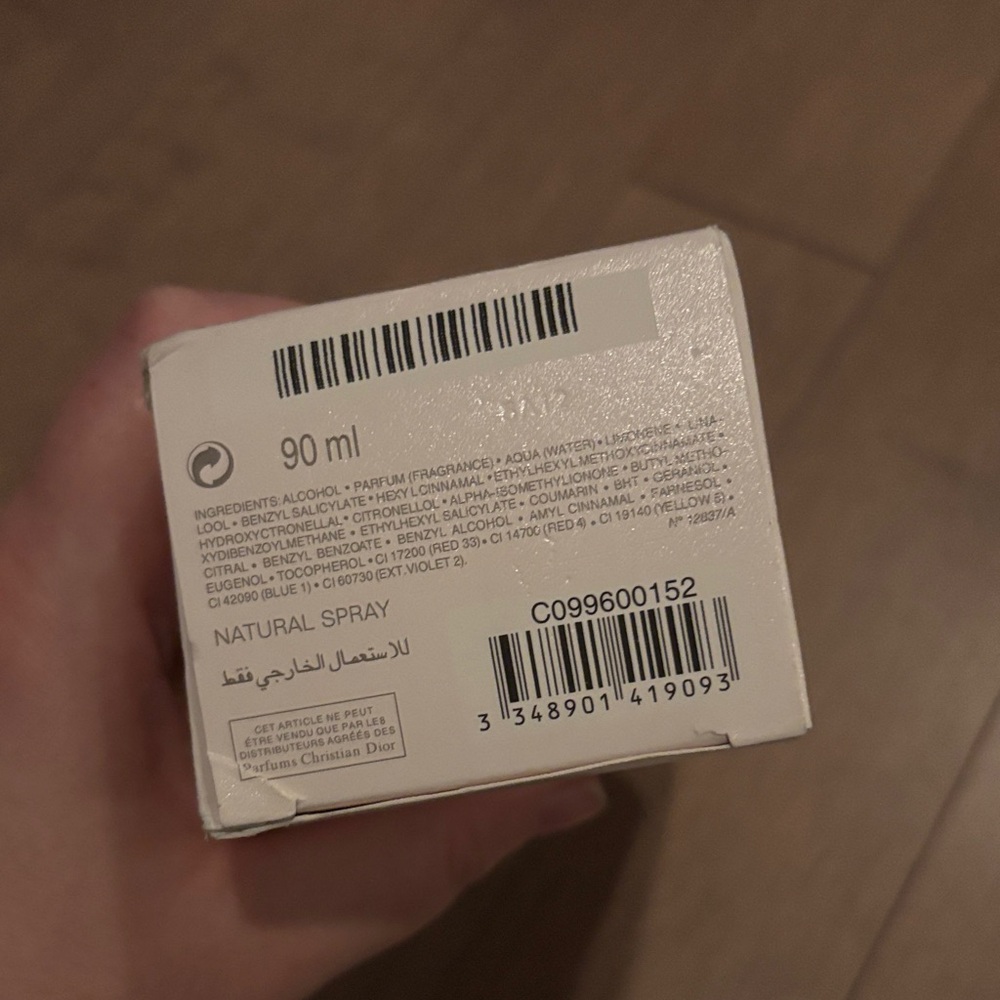 90 ml
INGREDIENTS: ALCOHOL • PARFUM (FRAGRANCE) • AQUA (WATER) • LIMONENE • LINA-
LOOL • BENZYL SALICYLATE • HEXYL CINNAMAL • ETHYLHEXYL METHOXYCINNAMATE •
HYDROXYCTRONELLAL • CITRONELLOL • ALPHA-ISOMETHYLIONONE • BUTYL METHO-
XYDIBENZOYLMETHANE • ETHYLHEXYL SALICYLATE • COUMARIN • BHT • GERANIOL •
CITRAL • BENZYL BENZOATE • BENZYL ALCOHOL • AMYL CINNAMAL • FARNESOL •
EUGENOL • TOCOPHEROL • CI 17200 (RED 33) • CI 14700 (RED 4) • CI 19140 (YELLOW 5) •
CI 42090 (BLUE 1) • CI 60730 (EXT. VIOLET 2).
N° 12837/A
NATURAL SPRAY
للاستعمال الخارجي فقط
CET ARTICLE NE PEUT
ÊTRE VENDU QUE PAR LES
DISTRIBUTEURS AGRÉÉS DES
Parfums Christian Dior
C099600152
3 348901 419093